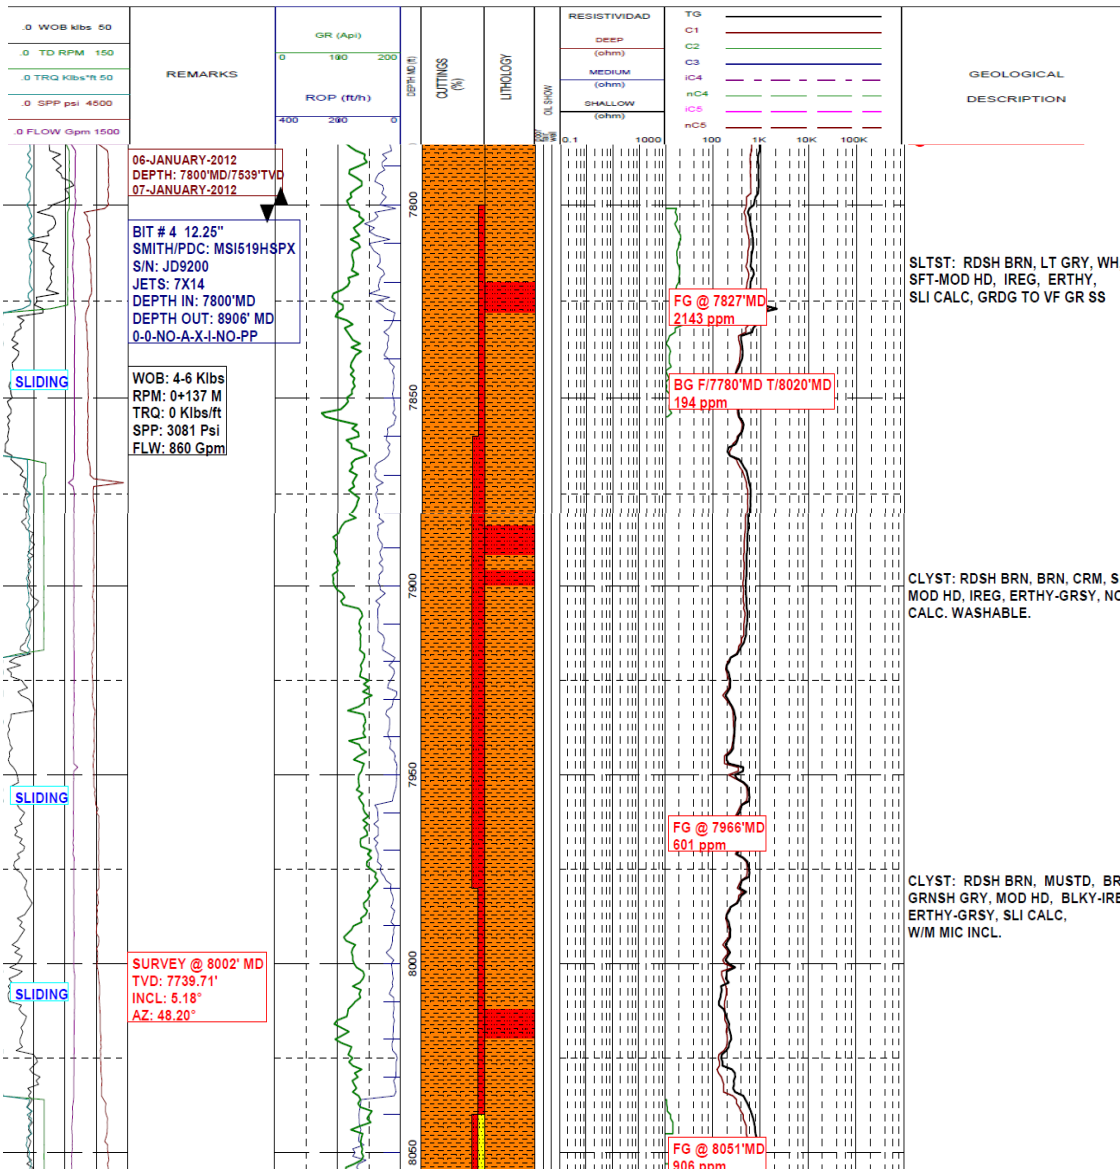 .0 WOB klbs 50
.0 TD RPM 150
.0 TRQ Klbs*ft 50
.0 SPP psi 4500
.0 FLOW Gpm 1500
REMARKS
GR (Api)
0 100 200
ROP (ft/h)
400 200 0
DEPTH MD (ft)
CUTTINGS
(%)
LITHOLOGY
OIL SHOW
RESISTIVIDAD
DEEP
(ohm)
MEDIUM
(ohm)
SHALLOW
(ohm)
0.1 1000
TG
C1
C2
C3
iC4
nC4
iC5
nC5
100 1K 10K 100K
GEOLOGICAL
DESCRIPTION
06-JANUARY-2012
DEPTH: 7800'MD/7539'TVD
07-JANUARY-2012
7800
BIT # 4 12.25"
SMITH/PDC: MSI519HSPX
S/N: JD9200
JETS: 7X14
DEPTH IN: 7800'MD
DEPTH OUT: 8906' MD
0-0-NO-A-X-I-NO-PP
SLTST: RDSH BRN, LT GRY, WH
SFT-MOD HD, IREG, ERTHY,
SLI CALC, GRDG TO VF GR SS
FG @ 7827'MD
2143 ppm
SLIDING
WOB: 4-6 Klbs
RPM: 0+137 M
TRQ: 0 Klbs/ft
SPP: 3081 Psi
FLW: 860 Gpm
7850
BG F/7780'MD T/8020'MD
194 ppm
7900
CLYST: RDSH BRN, BRN, CRM, S
MOD HD, IREG, ERTHY-GRSY, NO
CALC. WASHABLE.
7950
SLIDING
FG @ 7966'MD
601 ppm
CLYST: RDSH BRN, MUSTD, BR
GRNSH GRY, MOD HD, BLKY-IRE
ERTHY-GRSY, SLI CALC,
W/M MIC INCL.
SURVEY @ 8002' MD
TVD: 7739.71'
INCL: 5.18°
AZ: 48.20°
8000
SLIDING
8050
FG @ 8051'MD
906 ppm